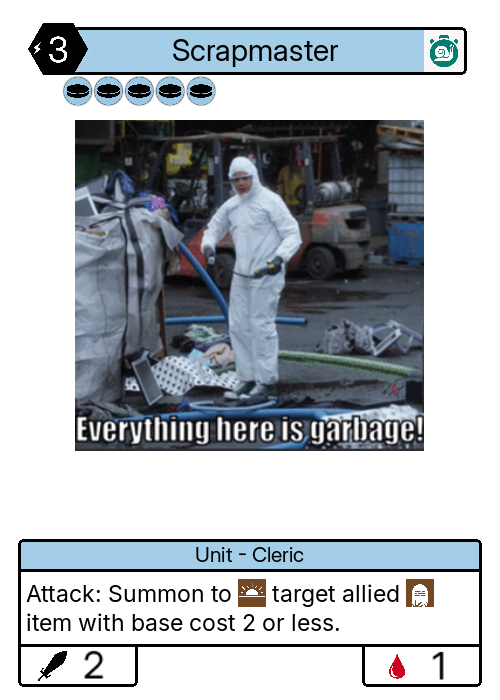 3
Scrapmaster
Everything here is garbage!
Unit - Cleric
Attack: Summon to target allied
item with base cost 2 or less.
2
1